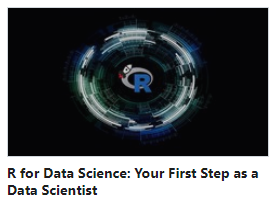 R
R for Data Science: Your First Step as a
Data Scientist